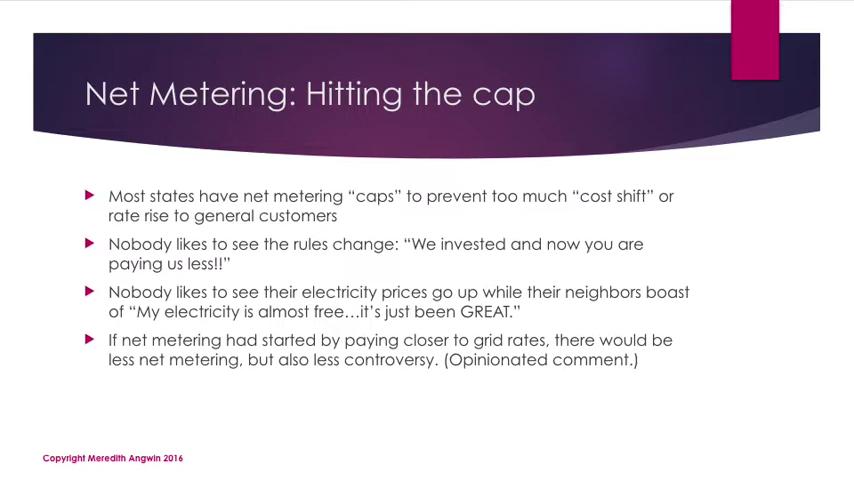 Net Metering: Hitting the cap
Most states have net metering “caps” to prevent too much “cost shift” or
rate rise to general customers
Nobody likes to see the rules change: “We invested and now you are
paying us less!!”
Nobody likes to see their electricity prices go up while their neighbors boast
of “My electricity is almost free…it’s just been GREAT.”
If net metering had started by paying closer to grid rates, there would be
less net metering, but also less controversy. (Opinionated comment.)
Copyright Meredith Angwin 2016